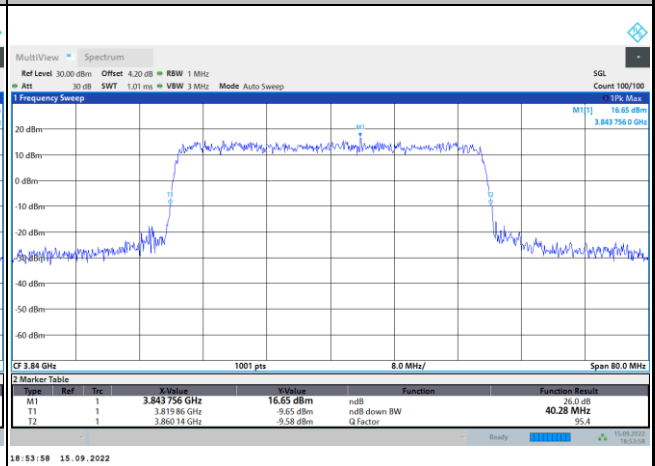 MultiView Spectrum
Ref Level 30.00 dBm Offset 4.20 dB RBW 1 MHz SGL
Att 30 dB SWT 1.01 ms VBW 3 MHz Mode Auto Sweep Count 100/100
1 Frequency Sweep 1Pk Max
M1[1] 16.65 dBm
3.843 756 0 GHz
M1
20 dBm
10 dBm
0 dBm
T1 T2
-10 dBm
-20 dBm
-30 dBm
-40 dBm
-50 dBm
-60 dBm
CF 3.84 GHz 1001 pts 8.0 MHz/ Span 80.0 MHz
2 Marker Table
Type Ref Trc X-Value Y-Value Function Function Result
M1 1 3.843 756 GHz 16.65 dBm ndB 26.0 dB
T1 1 3.819 86 GHz -9.65 dBm ndB down BW 40.28 MHz
T2 1 3.860 14 GHz -9.58 dBm Q Factor 95.4
Ready 15.09.2022
18:53:58
18:53:58 15.09.2022